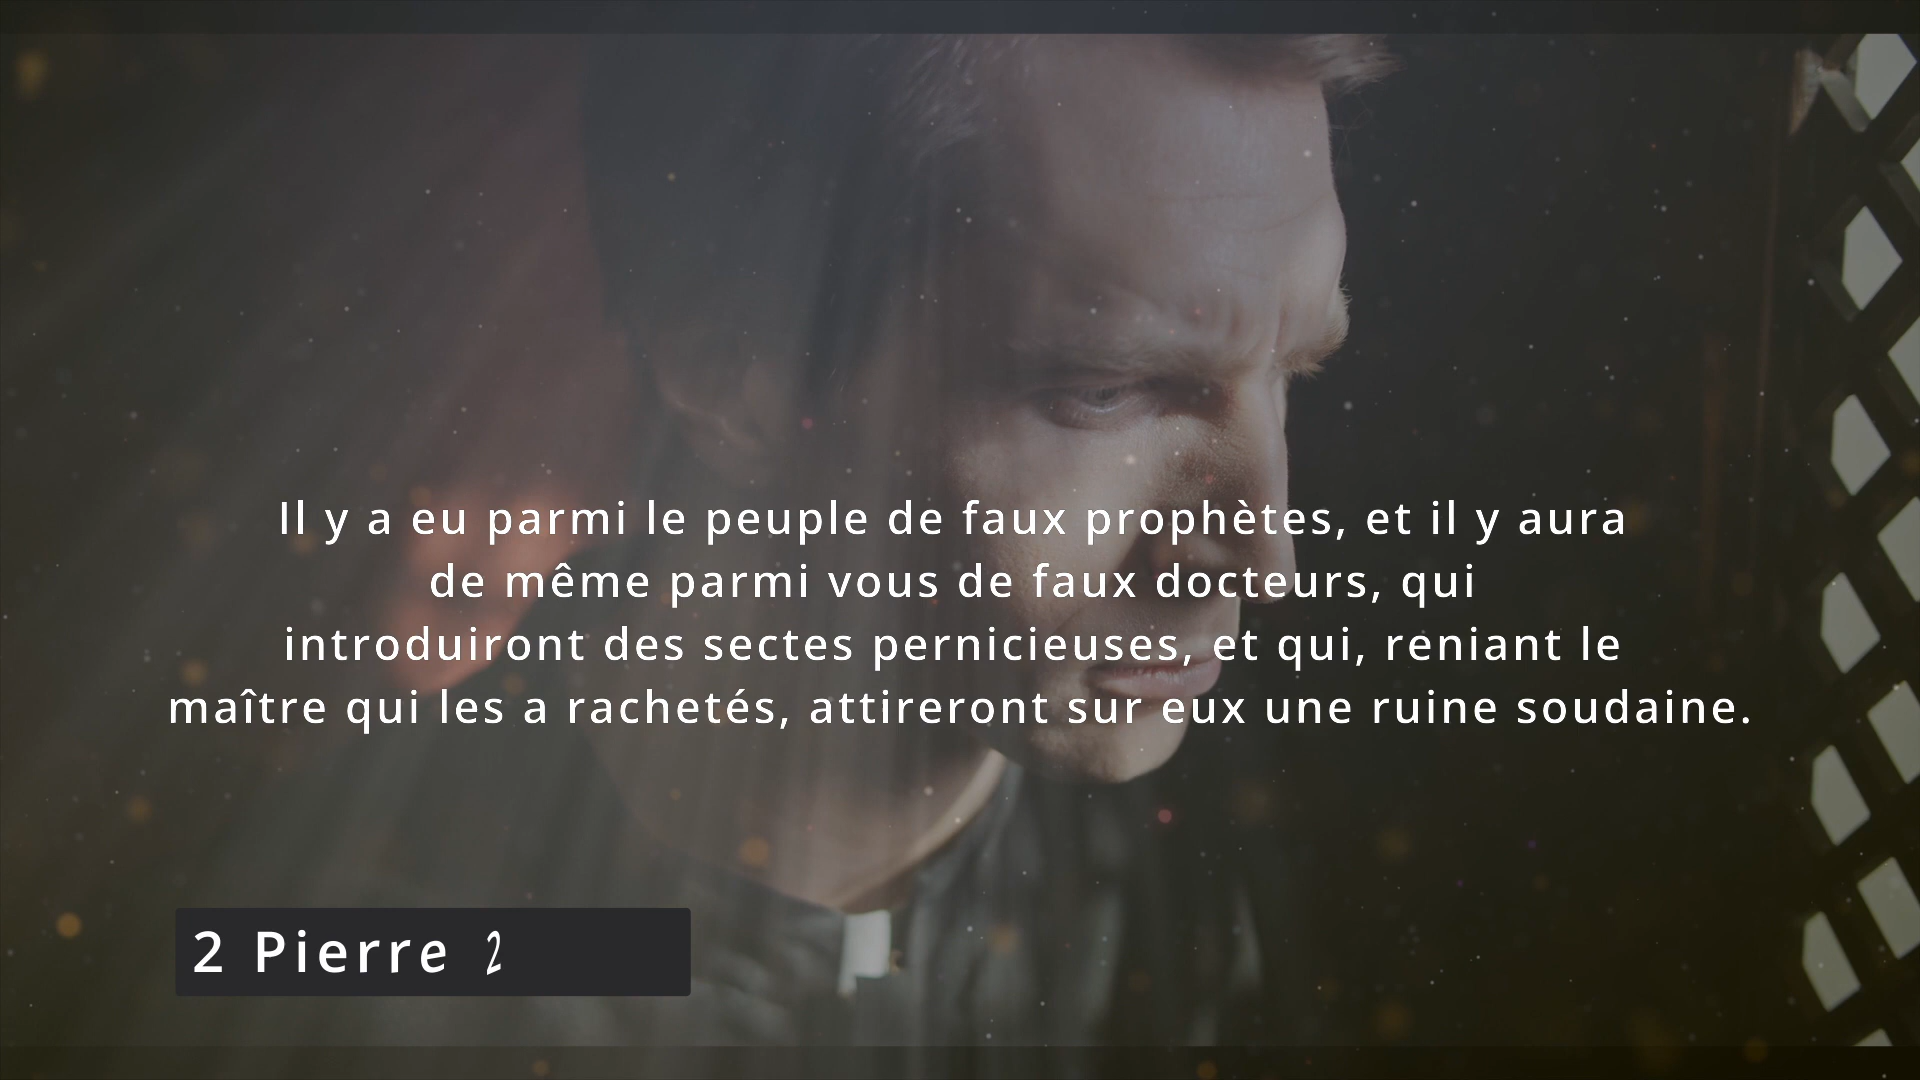 Il y a eu parmi le peuple de faux prophètes, et il y aura
de même parmi vous de faux docteurs, qui
introduiront des sectes pernicieuses, et qui, reniant le
maître qui les a rachetés, attireront sur eux une ruine soudaine.
2 Pierre 2